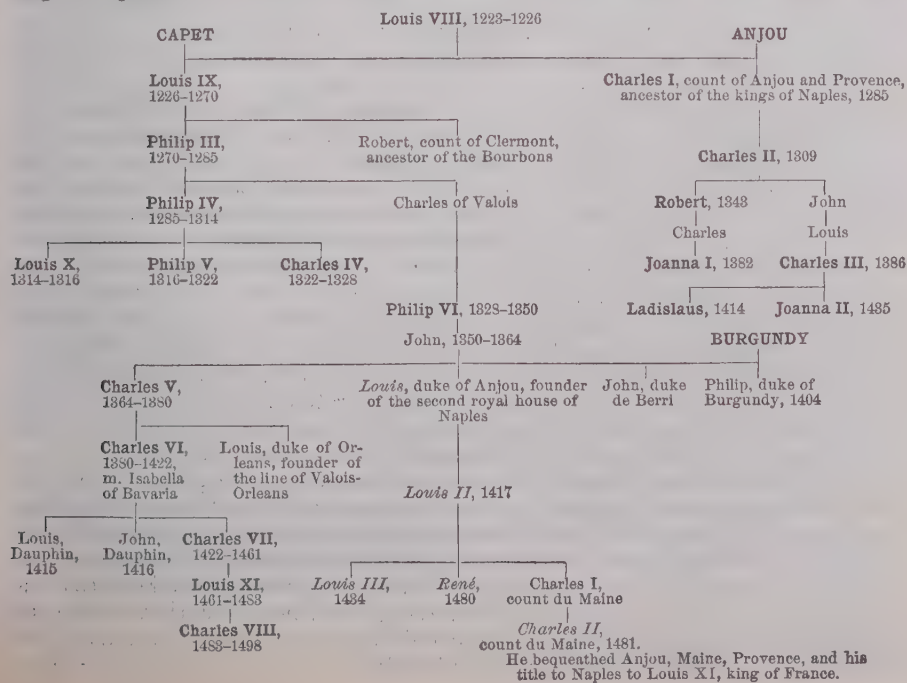 Louis VIII, 1223-1226
CAPET
ANJOU
Louis IX,
1226-1270
Charles I, count of Anjou and Provence,
ancestor of the kings of Naples, 1285
Philip III,
1270-1285
Robert, count of Clermont,
ancestor of the Bourbons
Charles II, 1309
Philip IV,
1285-1314
Charles of Valois
Robert, 1343
John
Charles
Louis
Louis X,
1314-1316
Philip V,
1316-1322
Charles IV,
1322-1328
Joanna I, 1382
Charles III, 1386
Philip VI, 1328-1350
Ladislaus, 1414
Joanna II, 1435
John, 1350-1364
BURGUNDY
Charles V,
1364-1380
Louis, duke of Anjou, founder
of the second royal house of
Naples
John, duke
de Berri
Philip, duke of
Burgundy, 1404
Charles VI,
1380-1422,
m. Isabella
of Bavaria
Louis, duke of Or-
leans, founder of
the line of Valois-
Orleans
Louis II, 1417
Louis,
Dauphin,
1415
John,
Dauphin,
1416
Charles VII,
1422-1461
Louis XI,
1461-1483
Charles VIII,
1483-1498
Louis III,
1434
René,
1480
Charles I,
count du Maine
Charles II,
count du Maine, 1481.
He bequeathed Anjou, Maine, Provence, and his
title to Naples to Louis XI, king of France.